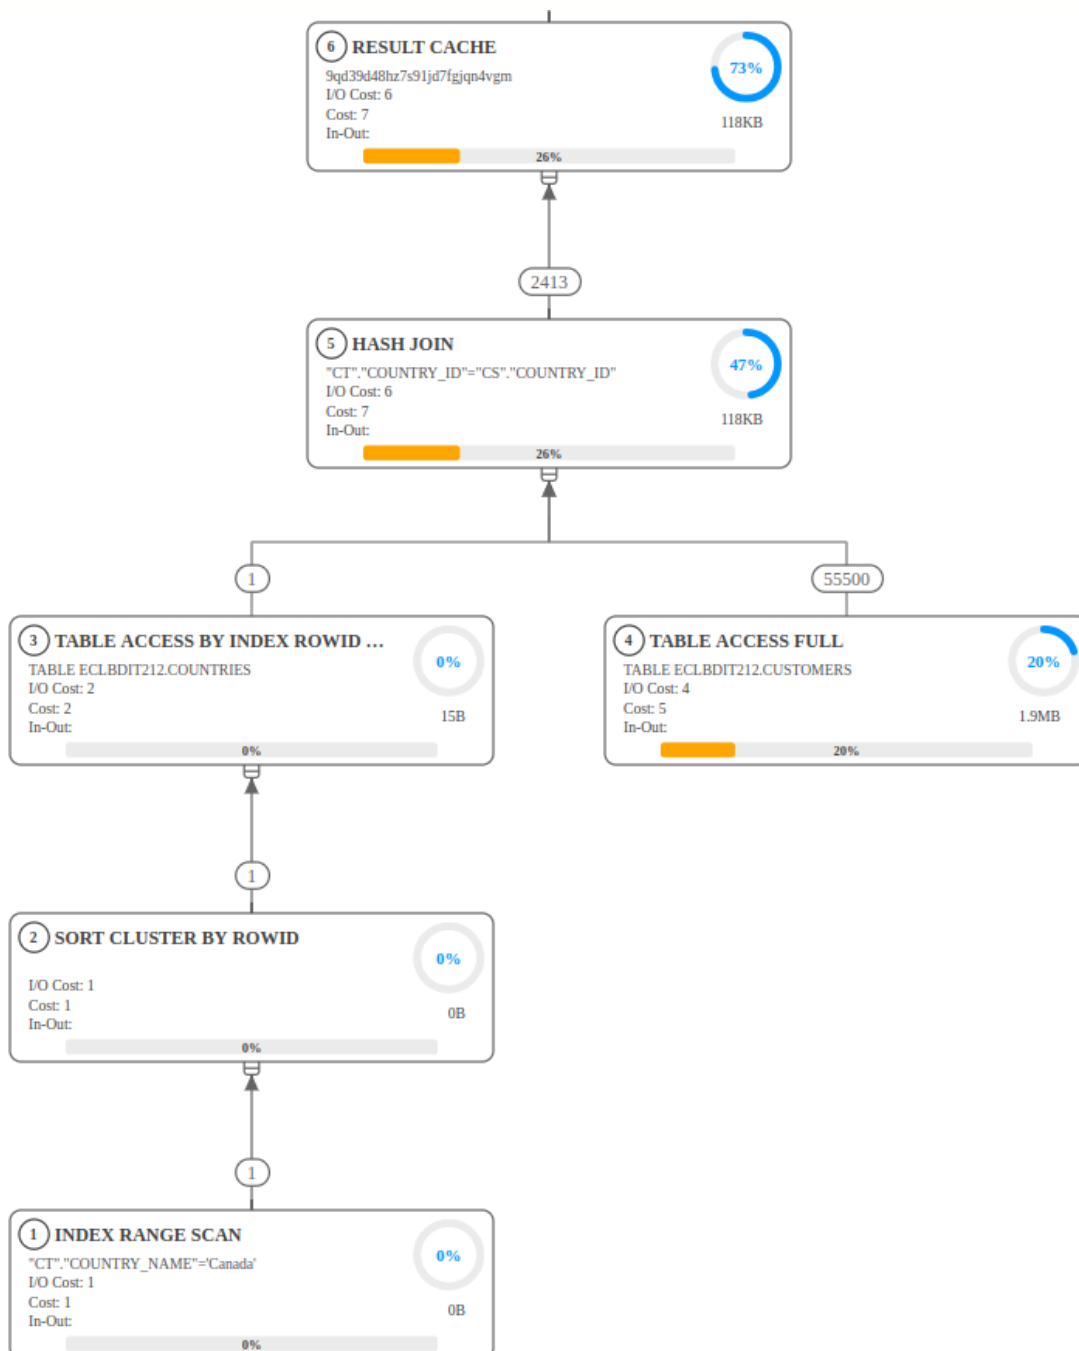 6 RESULT CACHE
9qd39d48hz7s91jd7fgjqn4vgm
I/O Cost: 6
Cost: 7
In-Out:
73%
118KB
26%
2413
5 HASH JOIN
"CT"."COUNTRY_ID"="CS"."COUNTRY_ID"
I/O Cost: 6
Cost: 7
In-Out:
47%
118KB
26%
1
55500
3 TABLE ACCESS BY INDEX ROWID ...
TABLE ECLBDIT212.COUNTRIES
I/O Cost: 2
Cost: 2
In-Out:
0%
15B
0%
4 TABLE ACCESS FULL
TABLE ECLBDIT212.CUSTOMERS
I/O Cost: 4
Cost: 5
In-Out:
20%
1.9MB
20%
1
2 SORT CLUSTER BY ROWID
I/O Cost: 1
Cost: 1
In-Out:
0%
0B
0%
1
1 INDEX RANGE SCAN
"CT"."COUNTRY_NAME"='Canada'
I/O Cost: 1
Cost: 1
In-Out:
0%
0B
0%